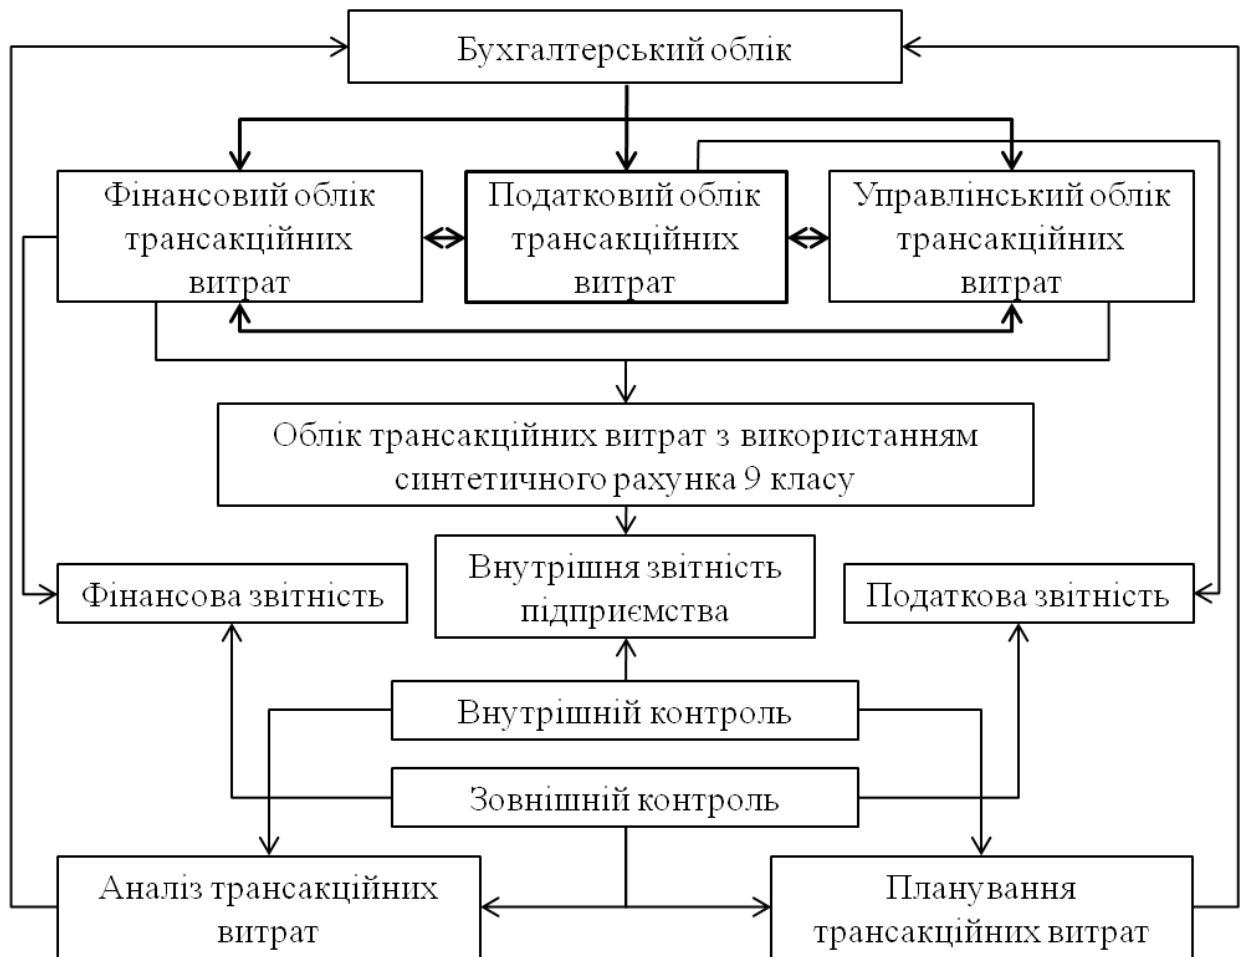 Бухгалтерський облік
Фінансовий облік
трансакційних
витрат
Податковий облік
трансакційних
витрат
Управлінський облік
трансакційних
витрат
Облік трансакційних витрат з використанням
синтетичного рахунка 9 класу
Фінансова звітність
Внутрішня звітність
підприємства
Податкова звітність
Внутрішній контроль
Зовнішній контроль
Аналіз трансакційних
витрат
Планування
трансакційних витрат